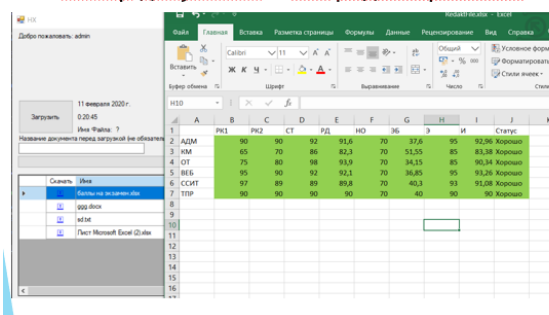 HX
Добро пожаловать: admin
Загрузить
11 февраля 2020 г.
0:20:45
Имя Файла: ?
Название документа перед загрузкой (не обязатель
Скачать Имя
баллы на экзамен.xlsx
ggg.docx
sd.txt
Лист Microsoft Excel (2).xlsx
RedaktFile.xlsx - Excel
Файл Главная Вставка Разметка страницы Формулы Данные Рецензирование Вид Справка
Вставить
Calibri 11
Ж К Ч
Общий
Условное форм
Форматировать
Стили ячеек
Буфер обмена Шрифт Выравнивание Число Стили
H10 fx
A B C D E F G H I J
1 РК1 РК2 СТ РД НО ЭБ Э И Статус
2 АДМ 90 90 92 91,6 70 37,6 95 92,96 Хорошо
3 КМ 65 70 86 82,3 70 51,55 85 83,38 Хорошо
4 ОТ 75 80 98 93,9 70 34,15 85 90,34 Хорошо
5 ВЕБ 95 90 92 92,1 70 36,85 95 93,26 Хорошо
6 ССИТ 97 89 89 89,8 70 40,3 93 91,08 Хорошо
7 ТПР 90 90 90 90 70 40 90 90 Хорошо
8
9
10
11
12
13
14
15
16